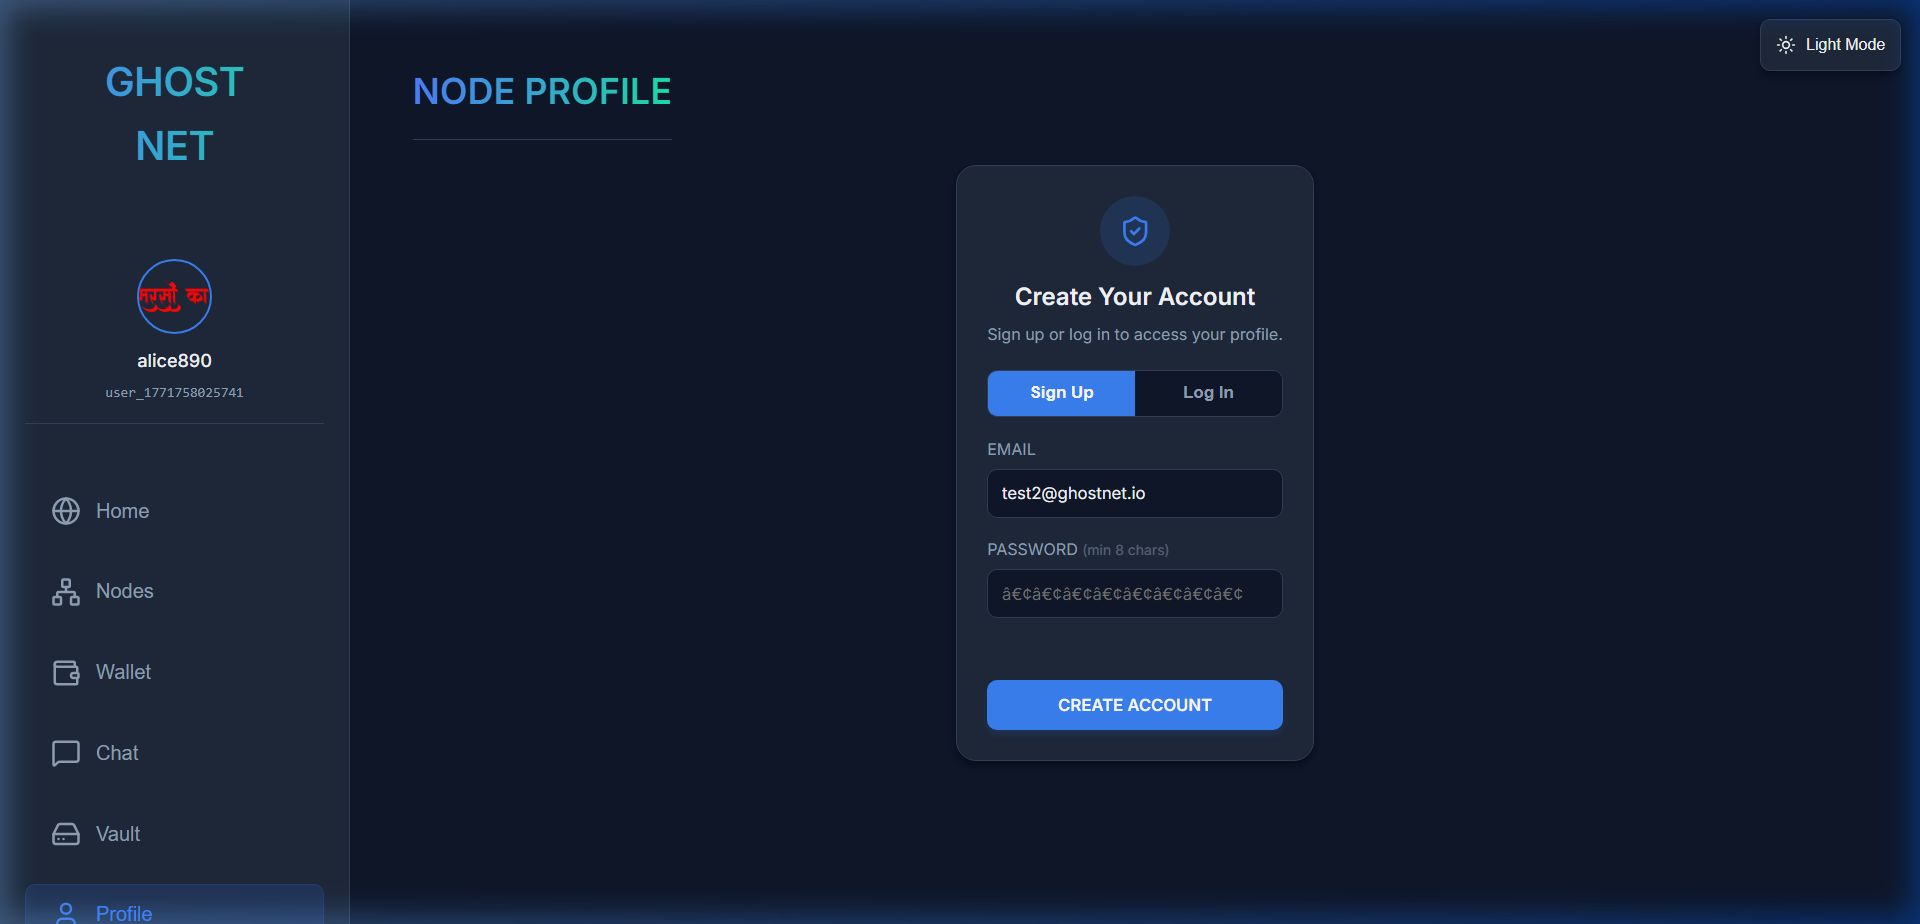 GHOST
NET
सरसों का
alice890
user_1771758025741
Home
Nodes
Wallet
Chat
Vault
Profile
Light Mode
NODE PROFILE
Create Your Account
Sign up or log in to access your profile.
Sign Up Log In
EMAIL
test2@ghostnet.io
PASSWORD (min 8 chars)
•••••••â€¢
CREATE ACCOUNT